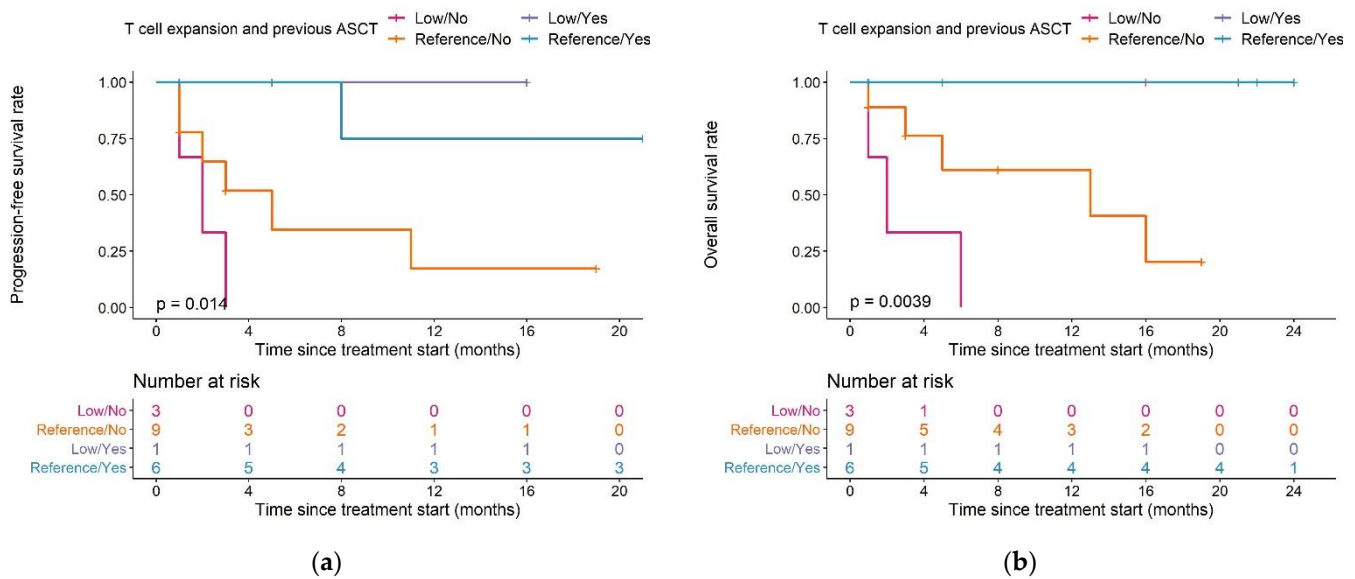 T cell expansion and previous ASCT
Low/No
Reference/No
Low/Yes
Reference/Yes
Progression-free survival rate
1.00
0.75
0.50
0.25
0.00
p = 0.014
0 4 8 12 16 20
Time since treatment start (months)
Number at risk
Low/No 3 0 0 0 0 0
Reference/No 9 3 2 1 1 0
Low/Yes 1 1 1 1 1 0
Reference/Yes 6 5 4 3 3 3
0 4 8 12 16 20
Time since treatment start (months)
(a)
T cell expansion and previous ASCT
Low/No
Reference/No
Low/Yes
Reference/Yes
Overall survival rate
1.00
0.75
0.50
0.25
0.00
p = 0.0039
0 4 8 12 16 20 24
Time since treatment start (months)
Number at risk
Low/No 3 1 0 0 0 0 0
Reference/No 9 5 4 3 2 0 0
Low/Yes 1 1 1 1 1 0 0
Reference/Yes 6 5 4 4 4 4 1
0 4 8 12 16 20 24
Time since treatment start (months)
(b)